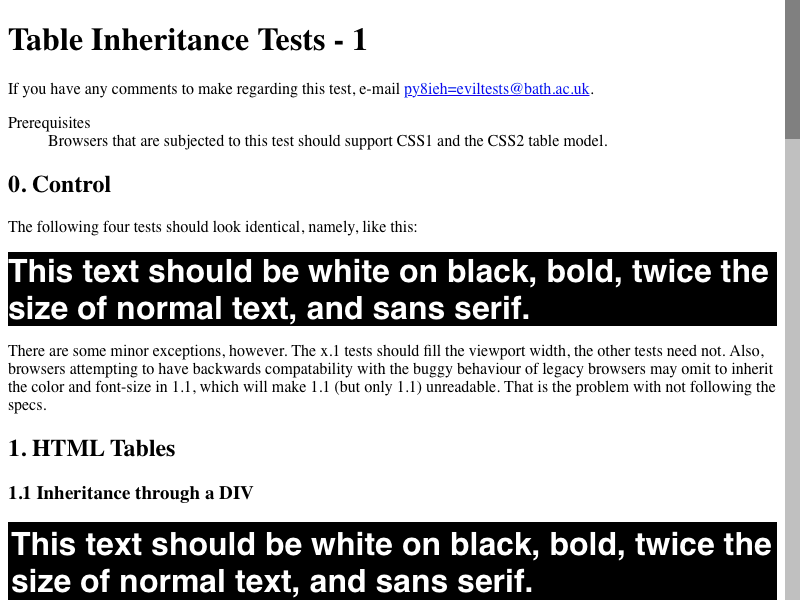 Table Inheritance Tests - 1
If you have any comments to make regarding this test, e-mail py8ieh=eviltests@bath.ac.uk.
Prerequisites
Browsers that are subjected to this test should support CSS1 and the CSS2 table model.
0. Control
The following four tests should look identical, namely, like this:
This text should be white on black, bold, twice the
size of normal text, and sans serif.
There are some minor exceptions, however. The x.1 tests should fill the viewport width, the other tests need not. Also,
browsers attempting to have backwards compatability with the buggy behaviour of legacy browsers may omit to inherit
the color and font-size in 1.1, which will make 1.1 (but only 1.1) unreadable. That is the problem with not following the
specs.
1. HTML Tables
1.1 Inheritance through a DIV
This text should be white on black, bold, twice the
size of normal text, and sans serif.